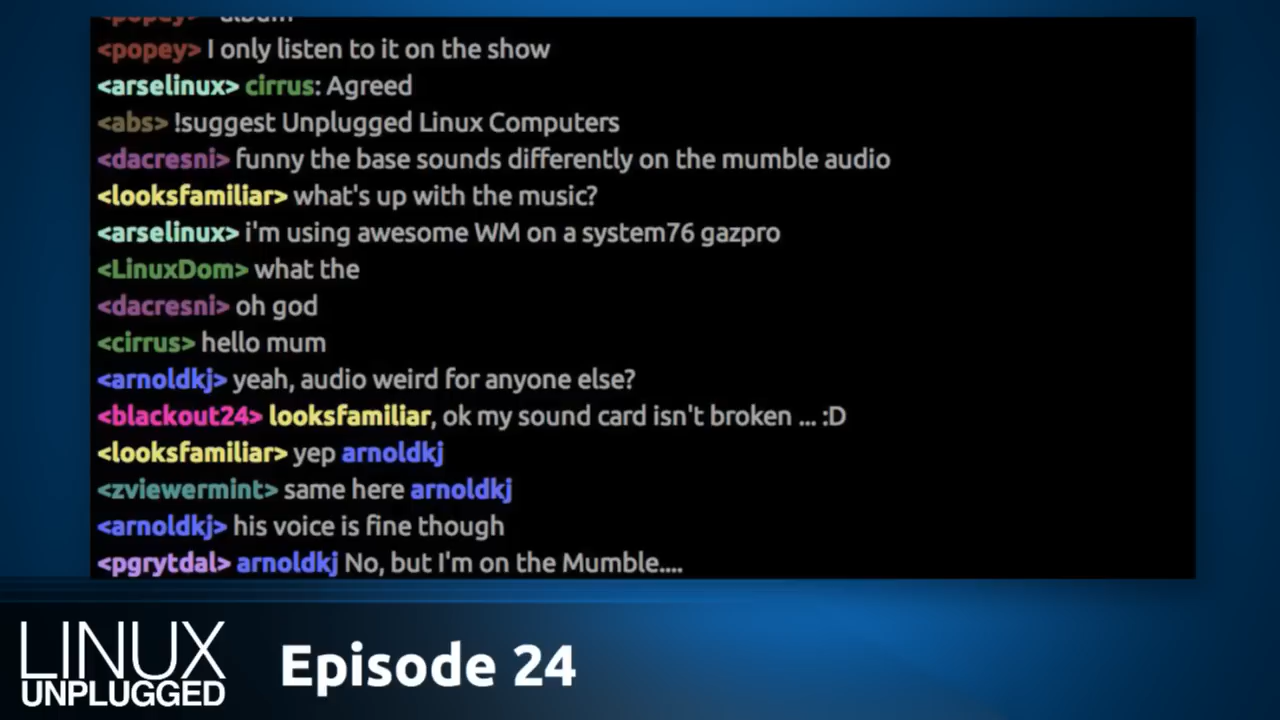 <popey> album
<popey> I only listen to it on the show
<arselinux> cirrus: Agreed
<abs> !suggest Unplugged Linux Computers
<dacresni> funny the base sounds differently on the mumble audio
<looksfamiliar> what's up with the music?
<arselinux> i'm using awesome WM on a system76 gazpro
<LinuxDom> what the
<dacresni> oh god
<cirrus> hello mum
<arnoldkj> yeah, audio weird for anyone else?
<blackout24> looksfamiliar, ok my sound card isn't broken ... :D
<looksfamiliar> yep arnoldkj
<zviewermint> same here arnoldkj
<arnoldkj> his voice is fine though
<pgrytdal> arnoldkj No, but I'm on the Mumble....
LINUX
UNPLUGGED
Episode 24